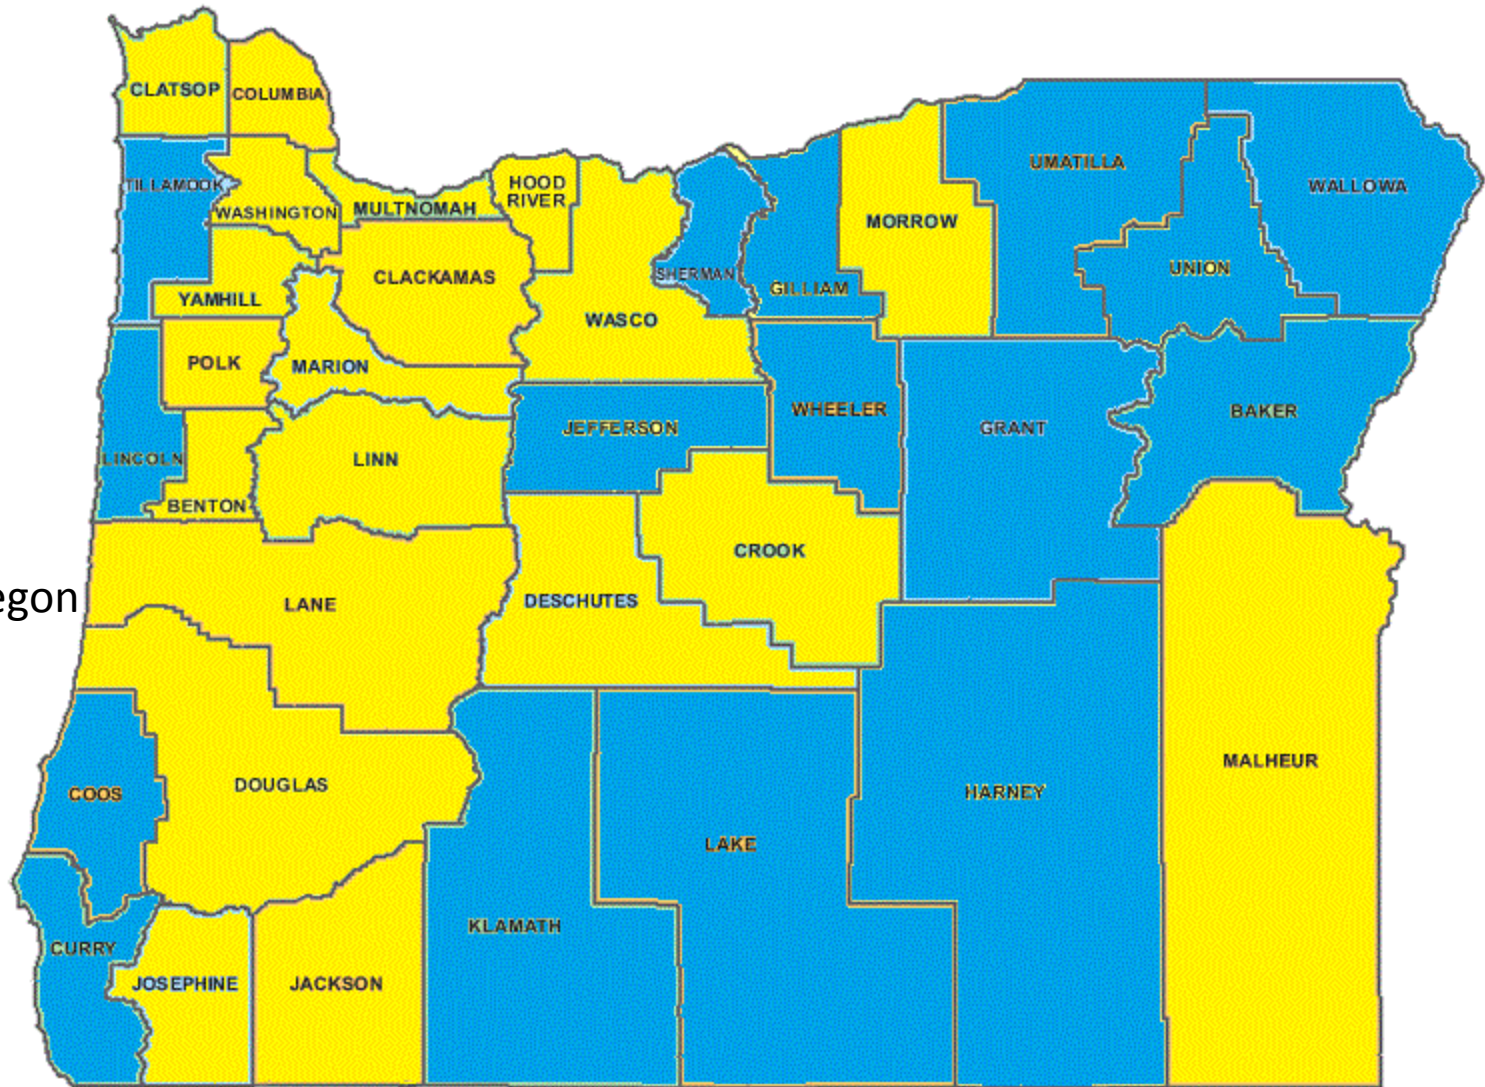 CLATSOP
COLUMBIA
TILLAMOOK
WASHINGTON
MULTNOMAH
HOOD
RIVER
CLACKAMAS
YAMHILL
WASCO
SHERMAN
GILLIAM
MORROW
UMATILLA
UNION
WALLOWA
POLK
MARION
JEFFERSON
WHEELER
GRANT
BAKER
LINCOLN
BENTON
LINN
CROOK
DESCHUTES
egon
LANE
COOS
DOUGLAS
LAKE
HARNEY
MALHEUR
KLAMATH
CURRY
JOSEPHINE
JACKSON